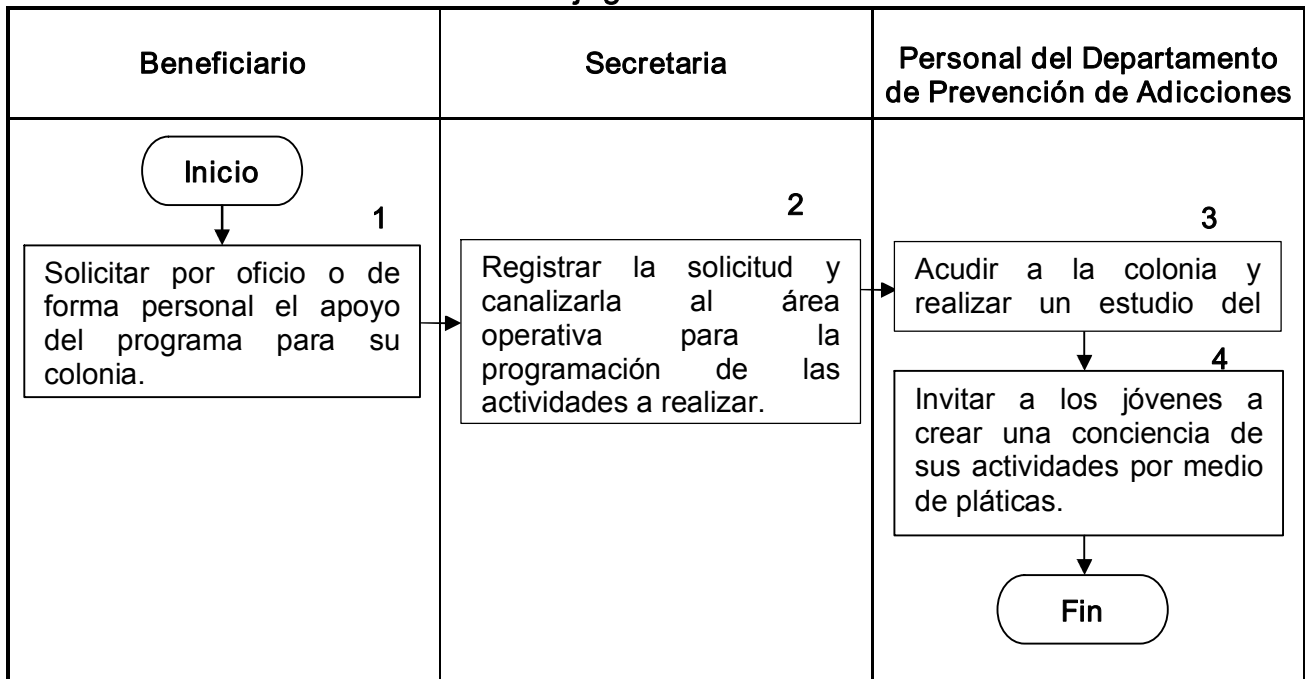 Beneficiario
Secretaria
Personal del Departamento
de Prevención de Adicciones
Inicio
1
Solicitar por oficio o de
forma personal el apoyo
del programa para su
colonia.
2
Registrar la solicitud y
canalizarla al área
operativa para la
programación de las
actividades a realizar.
3
Acudir a la colonia y
realizar un estudio del
4
Invitar a los jóvenes a
crear una conciencia de
sus actividades por medio
de pláticas.
Fin